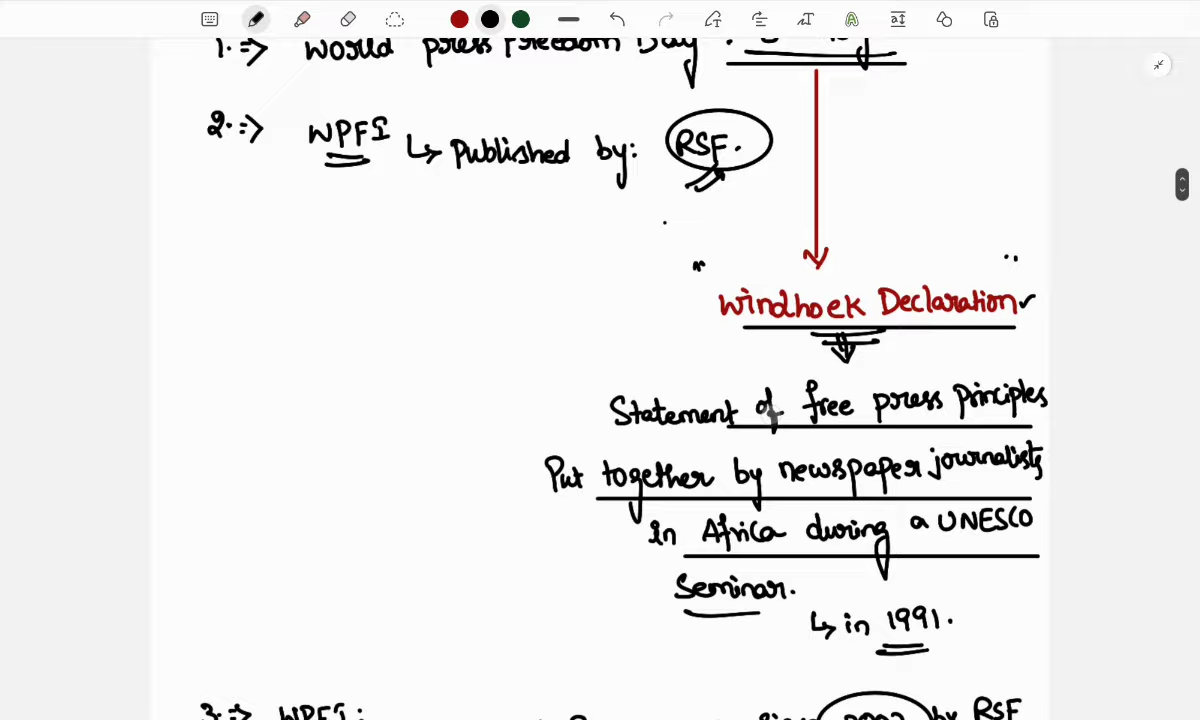 1. => World press Freedom Day :
2. => WPFI ↳ Published by: RSF.
" Windhoek Declaration ✓ "
Statement of free press Principles
Put together by newspaper journalists
in Africa during a UNESCO
Seminar.
↳ in 1991.
3. => WPFI: by RSF